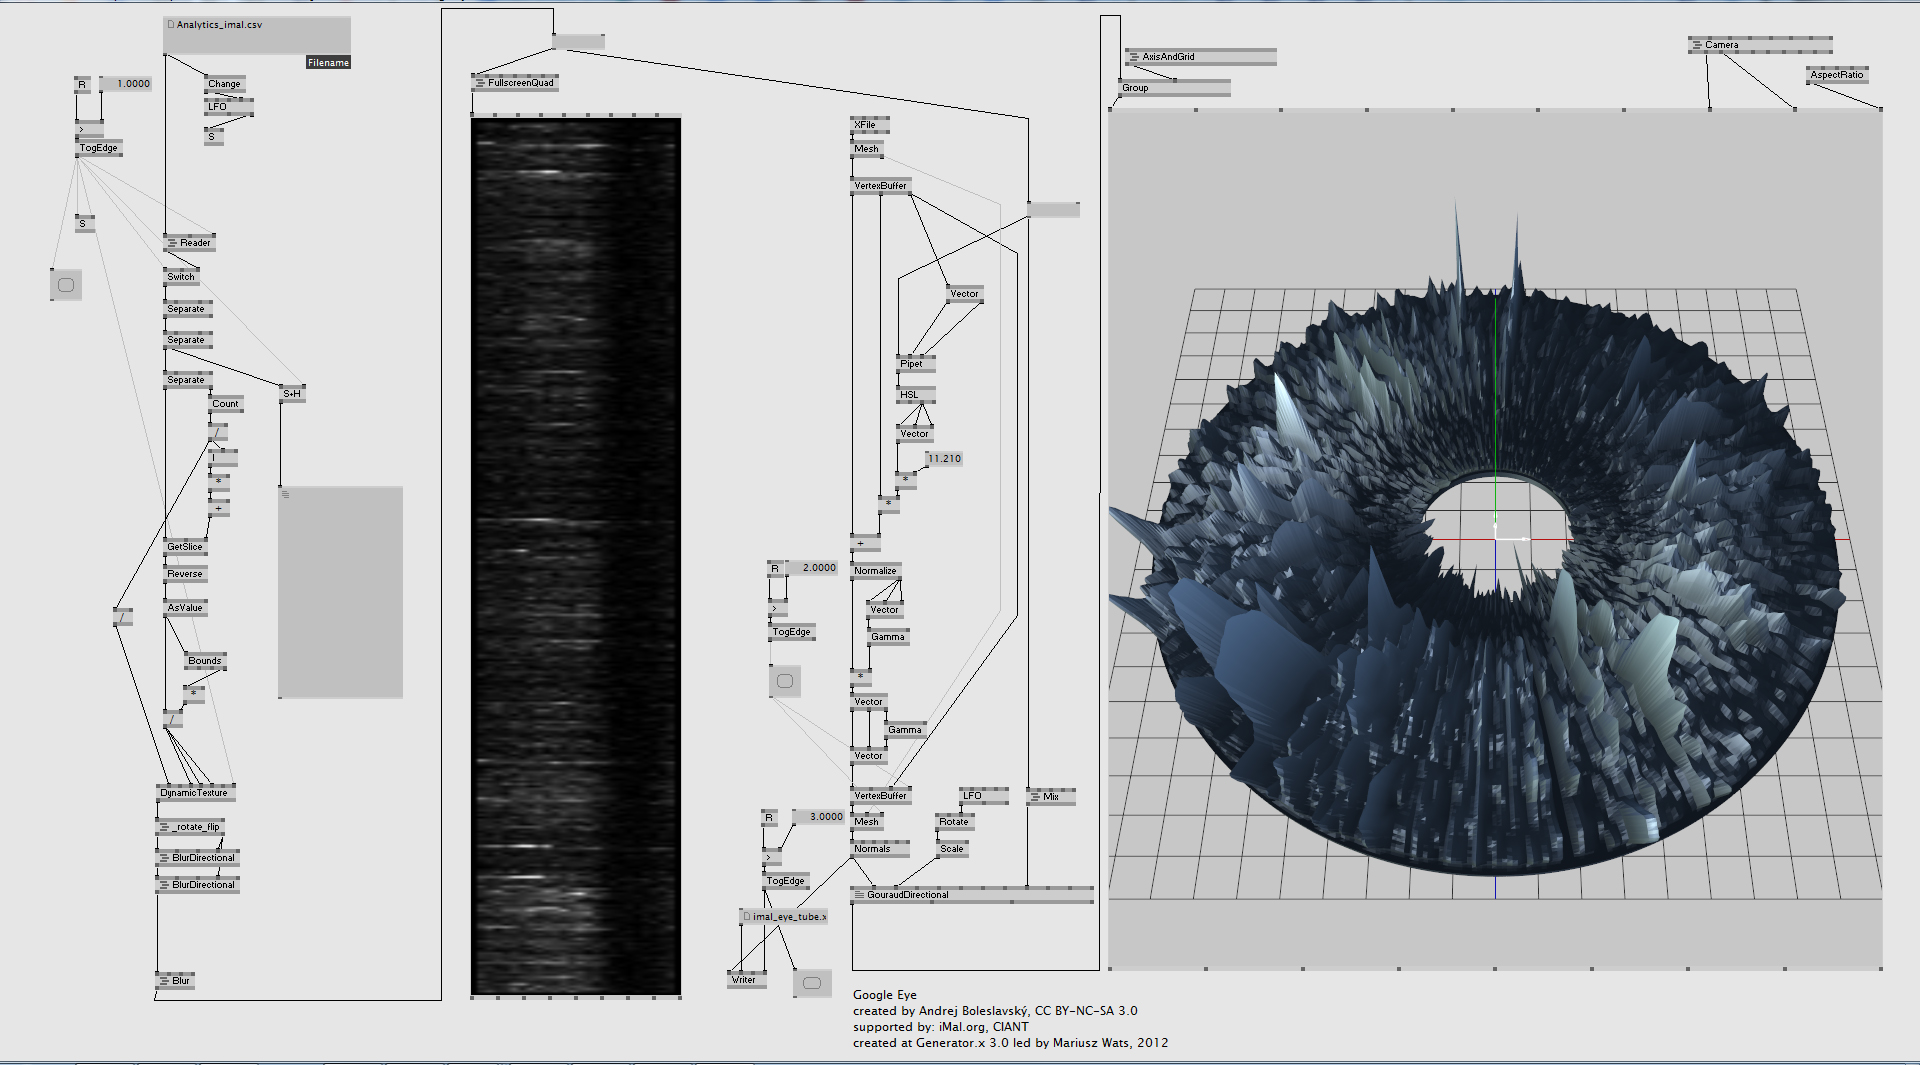 Analytics_imal.csv
Filename
R
1.0000
Change
LFO
S
>
TogEdge
S
Reader
Switch
Separate
Separate
Separate
S+H
Count
/
|
*
+
GetSlice
Reverse
AsValue
/
Bounds
*
/
DynamicTexture
_rotate_flip
BlurDirectional
BlurDirectional
Blur
FullscreenQuad
XFile
Mesh
VertexBuffer
Vector
Pipet
HSL
Vector
11.210
*
*
+
Normalize
R
2.0000
>
TogEdge
Vector
Gamma
*
Vector
Gamma
Vector
VertexBuffer
LFO
Mix
R
3.0000
Mesh
Rotate
Normals
Scale
>
TogEdge
GouraudDirectional
imal_eye_tube.x
Writer
AxisAndGrid
Group
Camera
AspectRatio
Google Eye
created by Andrej Boleslavský, CC BY-NC-SA 3.0
supported by: iMal.org, CIANT
created at Generator.x 3.0 led by Mariusz Wats, 2012